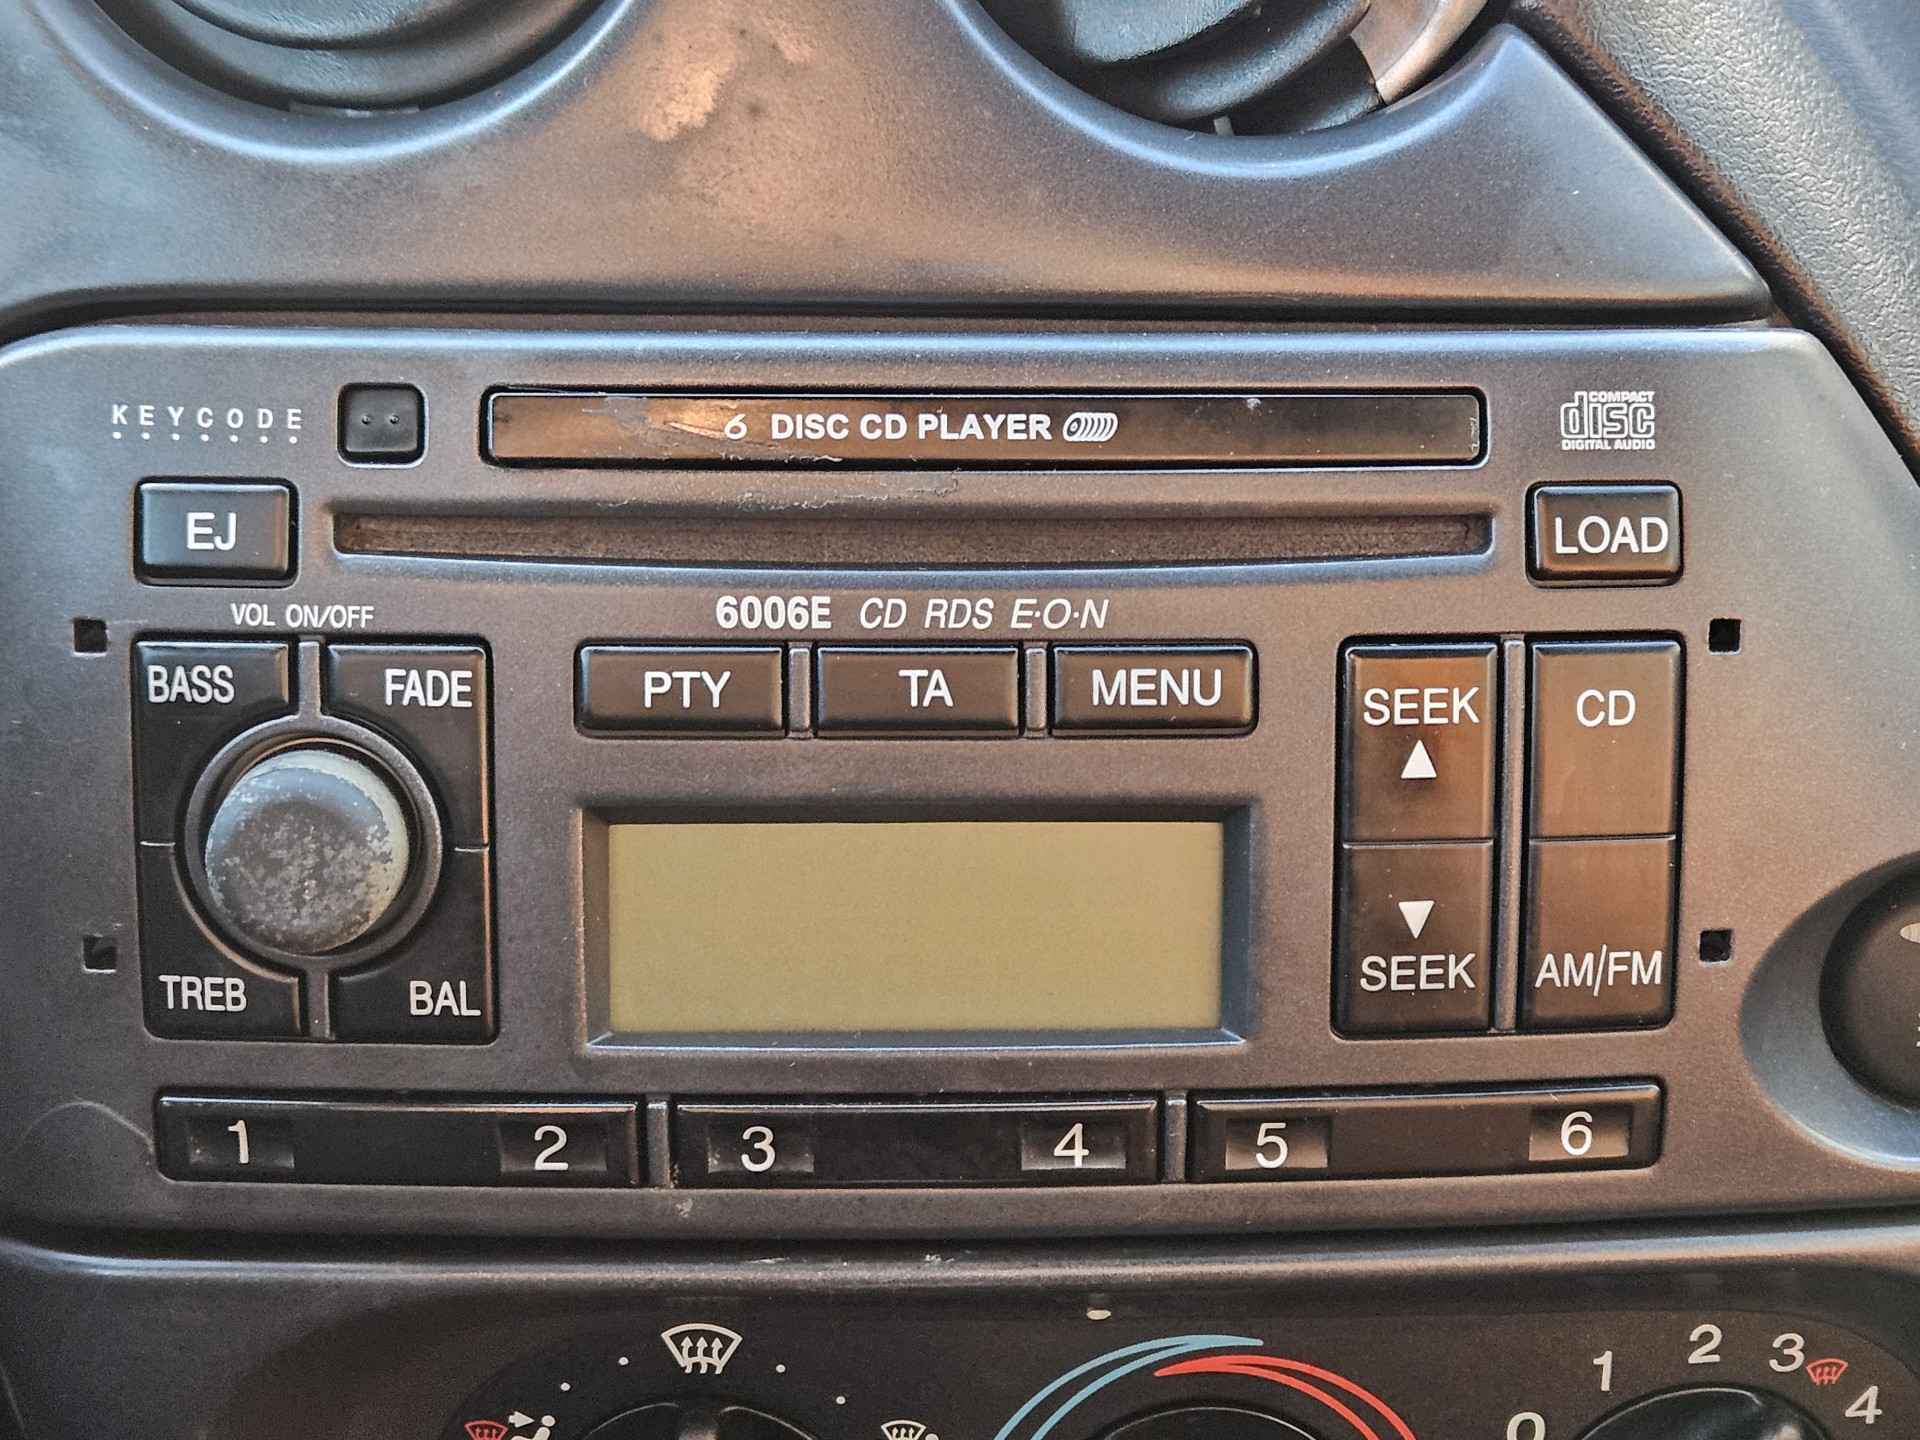 KEYCODE
6 DISC CD PLAYER
COMPACT
disc
DIGITAL AUDIO
EJ
LOAD
VOL ON/OFF
6006E CD RDS E·O·N
BASS
FADE
PTY
TA
MENU
SEEK
CD
TREB
BAL
SEEK
AM/FM
1
2
3
4
5
6
0
1
2
3
4